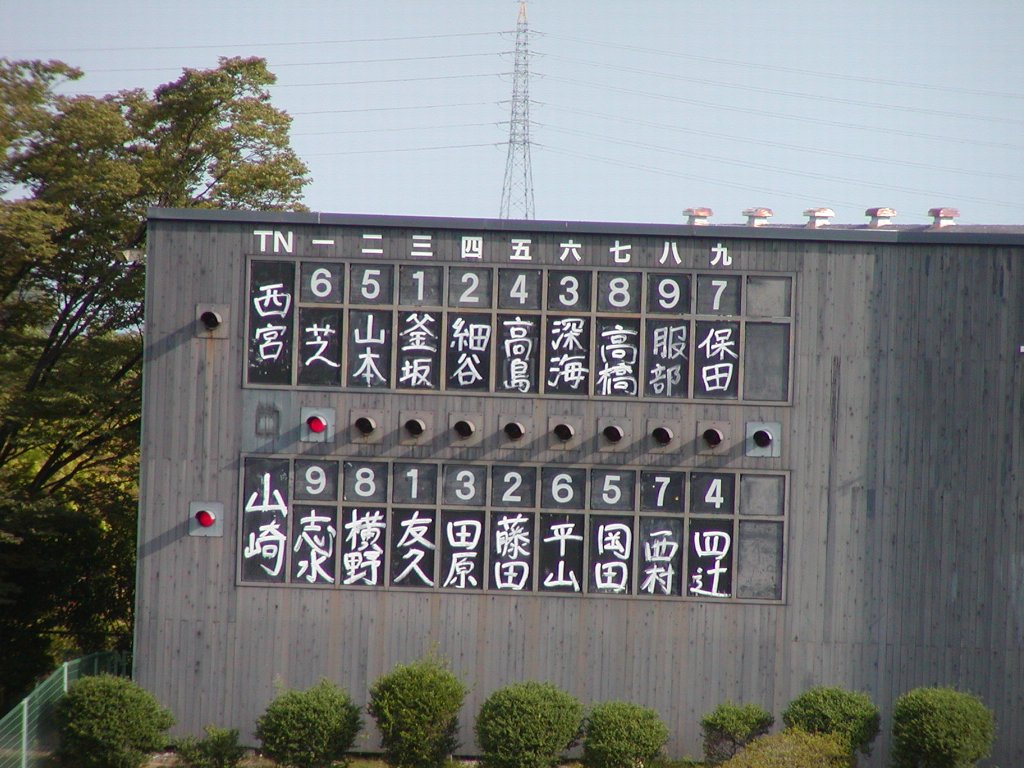 TN 一 二 三 四 五 六 七 八 九
6 5 1 2 4 3 8 9 7
西宮 芝 山本 釜坂 細谷 高島 深海 高橋 服部 保田
9 8 1 3 2 6 5 7 4
山崎 志水 横野 友久 田原 藤田 平山 岡田 西村 四辻